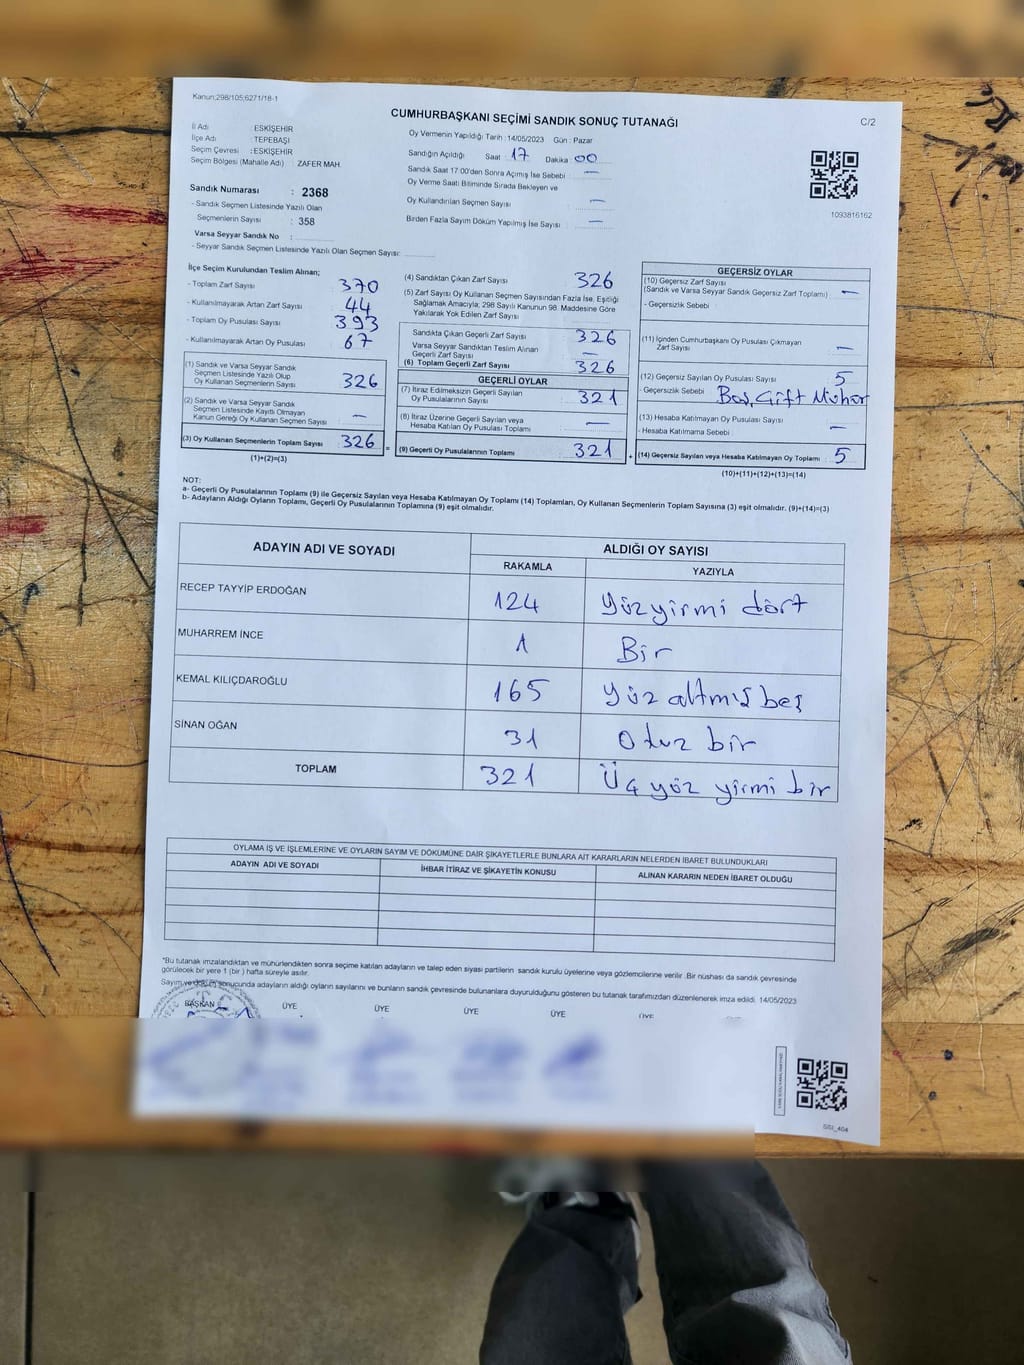 Kanun;298/105;6271/18-1
CUMHURBAŞKANI SEÇİMİ SANDIK SONUÇ TUTANAĞI
C/2
İl Adı : ESKİŞEHİR
İlçe Adı : TEPEBAŞI
Seçim Çevresi : ESKİŞEHİR
Seçim Bölgesi (Mahalle Adı) : ZAFER MAH.
Sandık Numarası : 2368
- Sandık Seçmen Listesinde Yazılı Olan
Seçmenlerin Sayısı : 358
Varsa Seyyar Sandık No :
- Seyyar Sandık Seçmen Listesinde Yazılı Olan Seçmen Sayısı:
Oy Vermenin Yapıldığı Tarih : 14/05/2023 Gün : Pazar
Sandığın Açıldığı Saat 17 Dakika 00
Sandık Saat 17:00'den Sonra Açımış İse Sebebi : —
Oy Verme Saati Bitiminde Sırada Bekleyen ve
Oy Kullandırılan Seçmen Sayısı : —
Birden Fazla Sayım Döküm Yapılmış İse Sayısı : —
1093816162
İlçe Seçim Kurulundan Teslim Alınan;
- Toplam Zarf Sayısı : 370
- Kullanılmayarak Artan Zarf Sayısı : 44
- Toplam Oy Pusulası Sayısı : 393
- Kullanılmayarak Artan Oy Pusulası : 67
(1) Sandık ve Varsa Seyyar Sandık
Seçmen Listesinde Yazılı Olup
Oy Kullanan Seçmenlerin Sayısı : 326
(2) Sandık ve Varsa Seyyar Sandık
Seçmen Listesinde Kayıtlı Olmayan
Kanun Gereği Oy Kullanan Seçmen Sayısı : —
(3) Oy Kullanan Seçmenlerin Toplam Sayısı : 326
(1)+(2)=(3)
(4) Sandıktan Çıkan Zarf Sayısı : 326
(5) Zarf Sayısı Oy Kullanan Seçmen Sayısından Fazla İse, Eşitliği
Sağlamak Amacıyla; 298 Sayılı Kanunun 98. Maddesine Göre
Yakılarak Yok Edilen Zarf Sayısı
Sandıkta Çıkan Geçerli Zarf Sayısı : 326
Varsa Seyyar Sandıktan Teslim Alınan
Geçerli Zarf Sayısı : —
(6) Toplam Geçerli Zarf Sayısı : 326
GEÇERLİ OYLAR
(7) İtiraz Edilmeksizin Geçerli Sayılan
Oy Pusulalarının Sayısı : 321
(8) İtiraz Üzerine Geçerli Sayılan veya
Hesaba Katılan Oy Pusulası Toplamı : —
(9) Geçerli Oy Pusulalarının Toplamı : 321
GEÇERSİZ OYLAR
(10) Geçersiz Zarf Sayısı
(Sandık ve Varsa Seyyar Sandık Geçersiz Zarf Toplamı) : —
- Geçersizlik Sebebi :
(11) İçinden Cumhurbaşkanı Oy Pusulası Çıkmayan
Zarf Sayısı : —
(12) Geçersiz Sayılan Oy Pusulası Sayısı : 5
- Geçersizlik Sebebi : Boş, Çift Mühür
(13) Hesaba Katılmayan Oy Pusulası Sayısı :
- Hesaba Katılmama Sebebi : —
(14) Geçersiz Sayılan veya Hesaba Katılmayan Oy Toplamı : 5
(10)+(11)+(12)+(13)=(14)
NOT:
a- Geçerli Oy Pusulalarının Toplamı (9) ile Geçersiz Sayılan veya Hesaba Katılmayan Oy Toplamı (14) Toplamları, Oy Kullanan Seçmenlerin Toplam Sayısına (3) eşit olmalıdır. (9)+(14)=(3)
b- Adayların Aldığı Oyların Toplamı, Geçerli Oy Pusulalarının Toplamına (9) eşit olmalıdır.
ADAYIN ADI VE SOYADI ALDIĞI OY SAYISI
RAKAMLA YAZIYLA
RECEP TAYYİP ERDOĞAN 124 Yüzyirmi dört
MUHARREM İNCE 1 Bir
KEMAL KILIÇDAROĞLU 165 Yüz altmış beş
SİNAN OĞAN 31 Otuz bir
TOPLAM 321 Üçyüz yirmi bir
OYLAMA İŞ VE İŞLEMLERİNE VE OYLARIN SAYIM VE DÖKÜMÜNE DAİR ŞİKAYETLERLE BUNLARA AİT KARARLARIN NELERDEN İBARET BULUNDUKLARI
ADAYIN ADI VE SOYADI İHBAR İTİRAZ VE ŞİKAYETİN KONUSU ALINAN KARARIN NEDEN İBARET OLDUĞU
*Bu tutanak imzalandıktan ve mühürlendikten sonra seçime katılan adayların ve talep eden siyasi partilerin sandık kurulu üyelerine veya gözlemcilerine verilir. Bir nüshası da sandık çevresinde
görülecek bir yere 1 (bir ) hafta süreyle asılır.
Sayım ve döküm sonucunda adayların aldığı oyların sayılarını ve bunların sandık çevresinde bulunanlara duyurulduğunu gösteren bu tutanak tarafımızdan düzenlenerek imza edildi. 14/05/2023
BAŞKAN ÜYE ÜYE ÜYE ÜYE ÜYE
SSİ_404